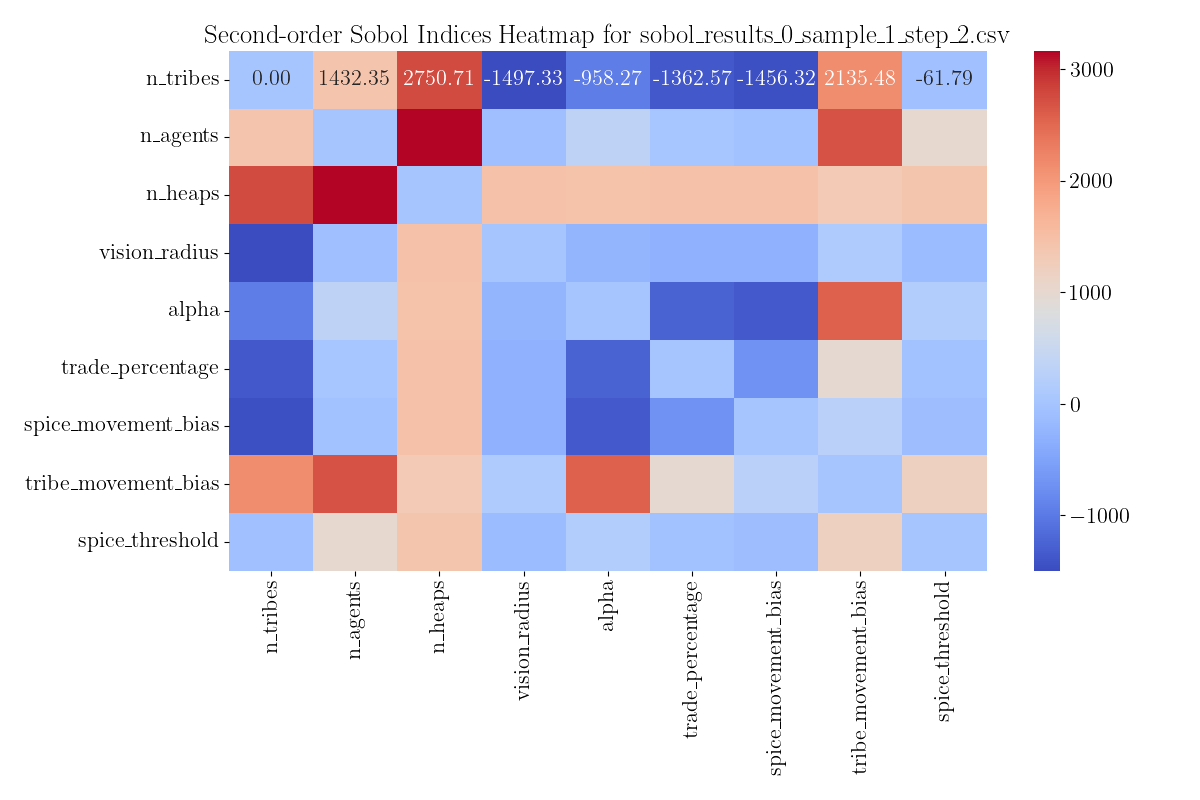 Second-order Sobol Indices Heatmap for sobol_results_0_sample_1_step_2.csv
n_tribes 0.00 1432.35 2750.71 -1497.33 -958.27 -1362.57 -1456.32 2135.48 -61.79
n_agents
n_heaps
vision_radius
alpha
trade_percentage
spice_movement_bias
tribe_movement_bias
spice_threshold
n_tribes
n_agents
n_heaps
vision_radius
alpha
trade_percentage
spice_movement_bias
tribe_movement_bias
spice_threshold
3000
2000
1000
0
−1000